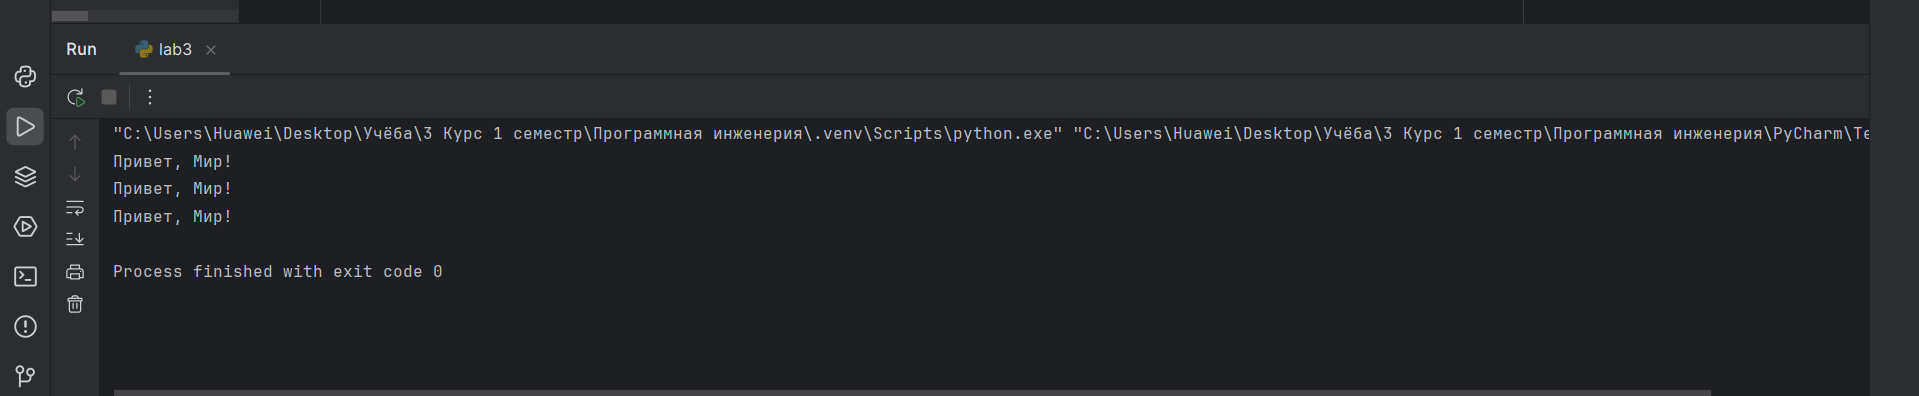 Run lab3
"C:\Users\Huawei\Desktop\Учёба\3 Курс 1 семестр\Программная инженерия\.venv\Scripts\python.exe" "C:\Users\Huawei\Desktop\Учёба\3 Курс 1 семестр\Программная инженерия\PyCharm\Te
Привет, Мир!
Привет, Мир!
Привет, Мир!
Process finished with exit code 0